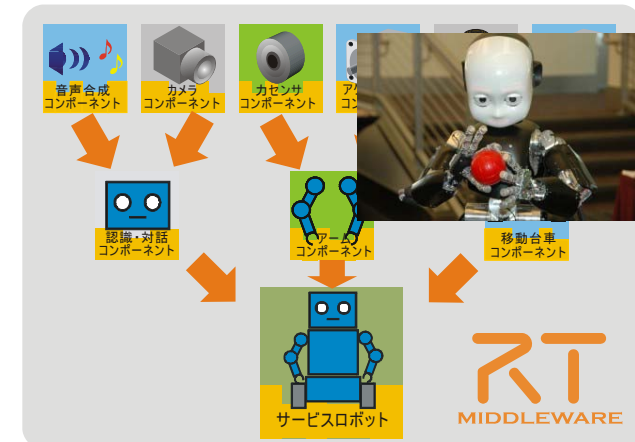 音声合成
コンポーネント
カメラ
コンポーネント
力センサ
コンポーネント
認識・対話
コンポーネント
アーム
コンポーネント
移動台車
コンポーネント
サービスロボット
RT
MIDDLEWARE